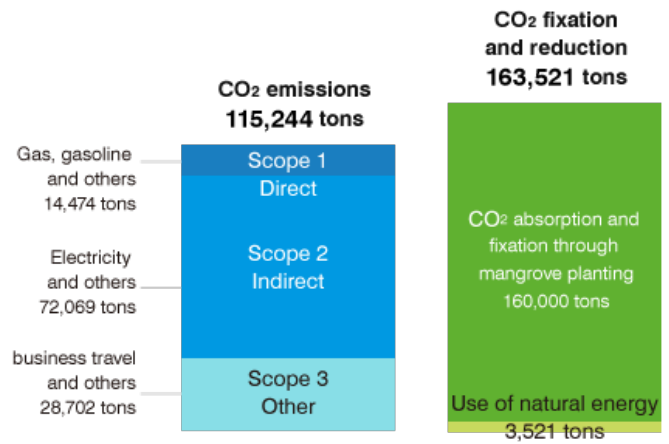 CO2 emissions
115,244 tons
Gas, gasoline
and others
14,474 tons
Electricity
and others
72,069 tons
business travel
and others
28,702 tons
Scope 1
Direct
Scope 2
Indirect
Scope 3
Other
CO2 fixation
and reduction
163,521 tons
CO2 absorption and
fixation through
mangrove planting
160,000 tons
Use of natural energy
3,521 tons